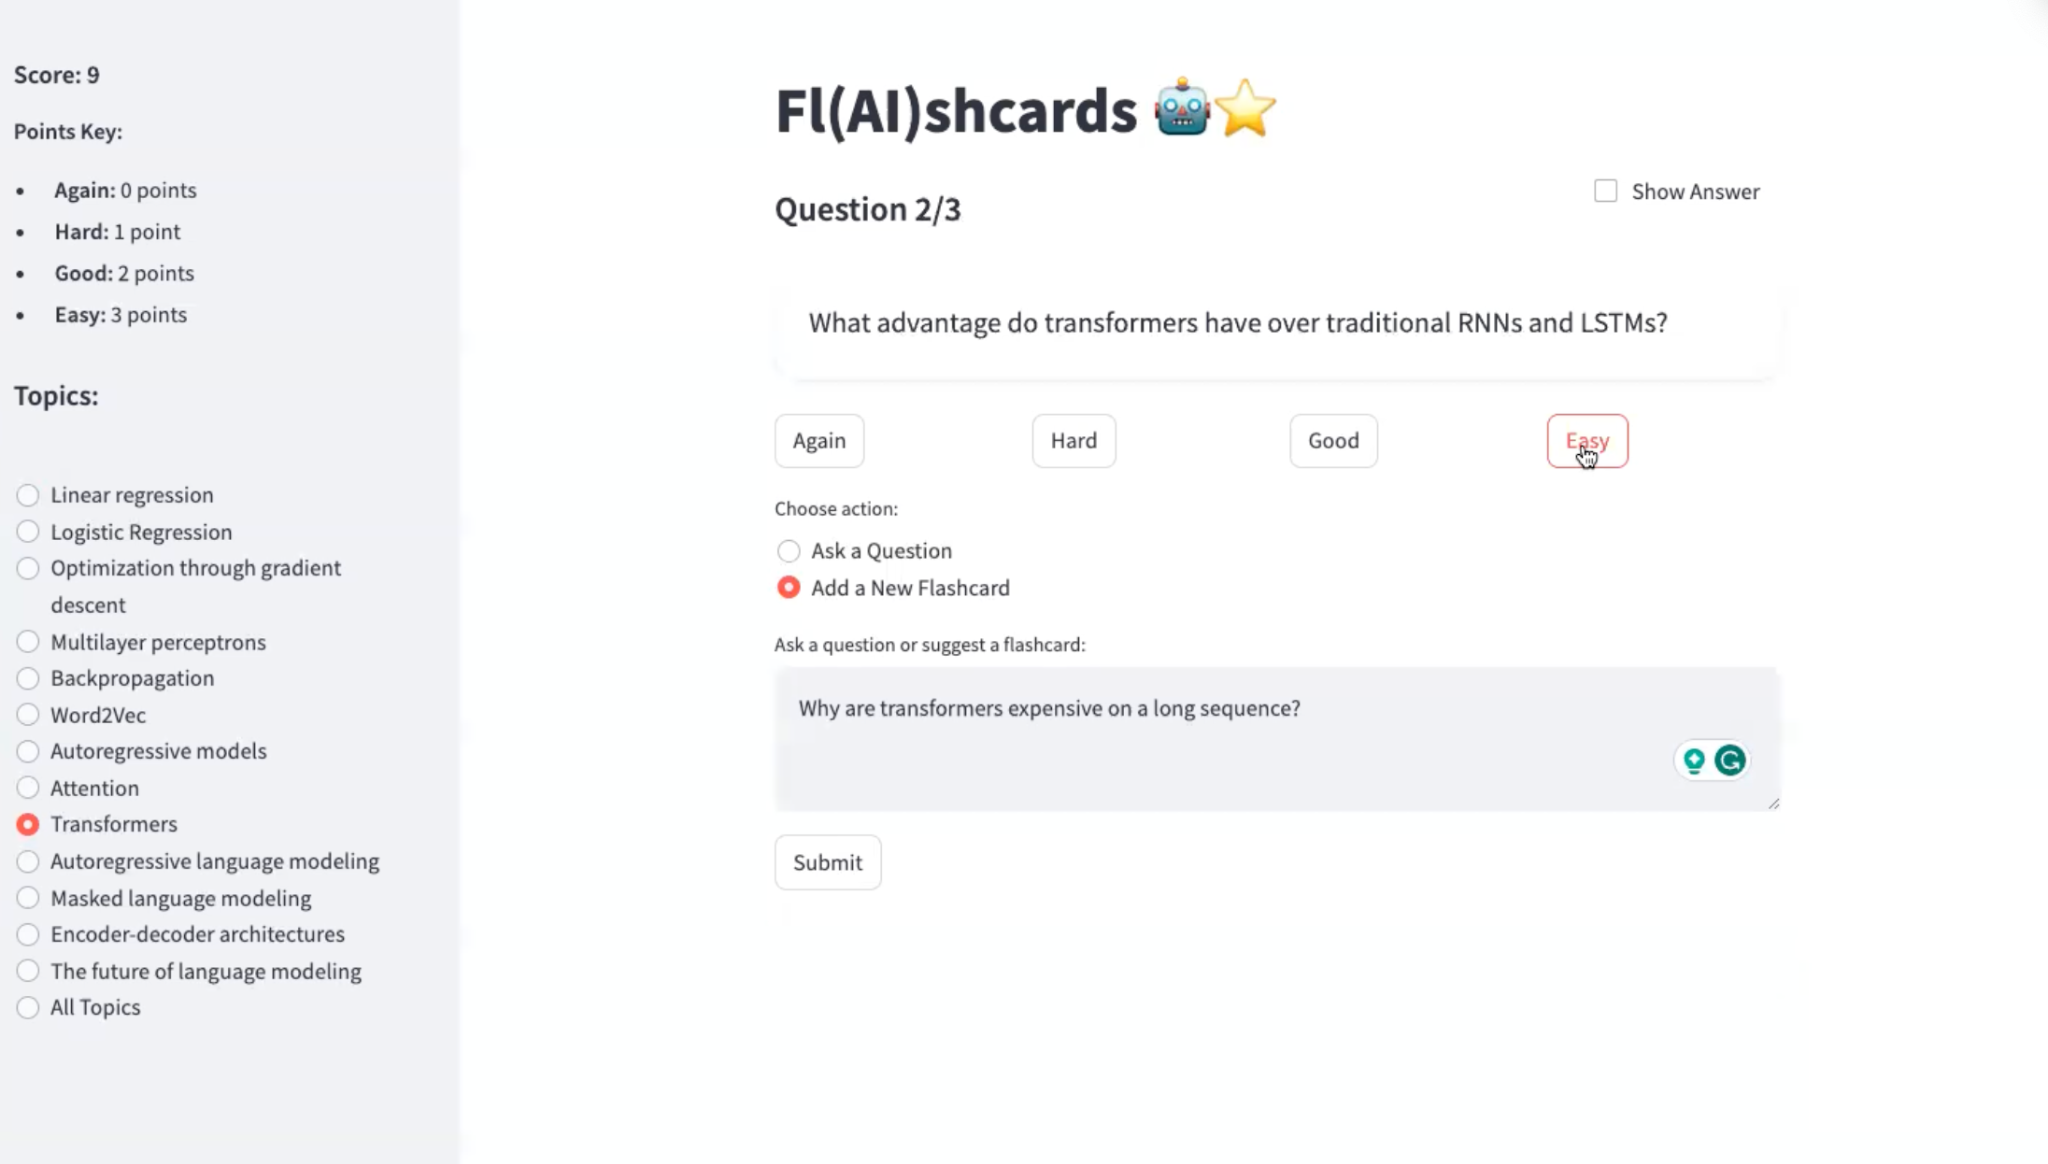 Score: 9
Points Key:
Again: 0 points
Hard: 1 point
Good: 2 points
Easy: 3 points
Topics:
Linear regression
Logistic Regression
Optimization through gradient
descent
Multilayer perceptrons
Backpropagation
Word2Vec
Autoregressive models
Attention
Transformers
Autoregressive language modeling
Masked language modeling
Encoder-decoder architectures
The future of language modeling
All Topics
Fl(AI)shcards
Show Answer
Question 2/3
What advantage do transformers have over traditional RNNs and LSTMs?
Again Hard Good Easy
Choose action:
Ask a Question
Add a New Flashcard
Ask a question or suggest a flashcard:
Why are transformers expensive on a long sequence?
Submit